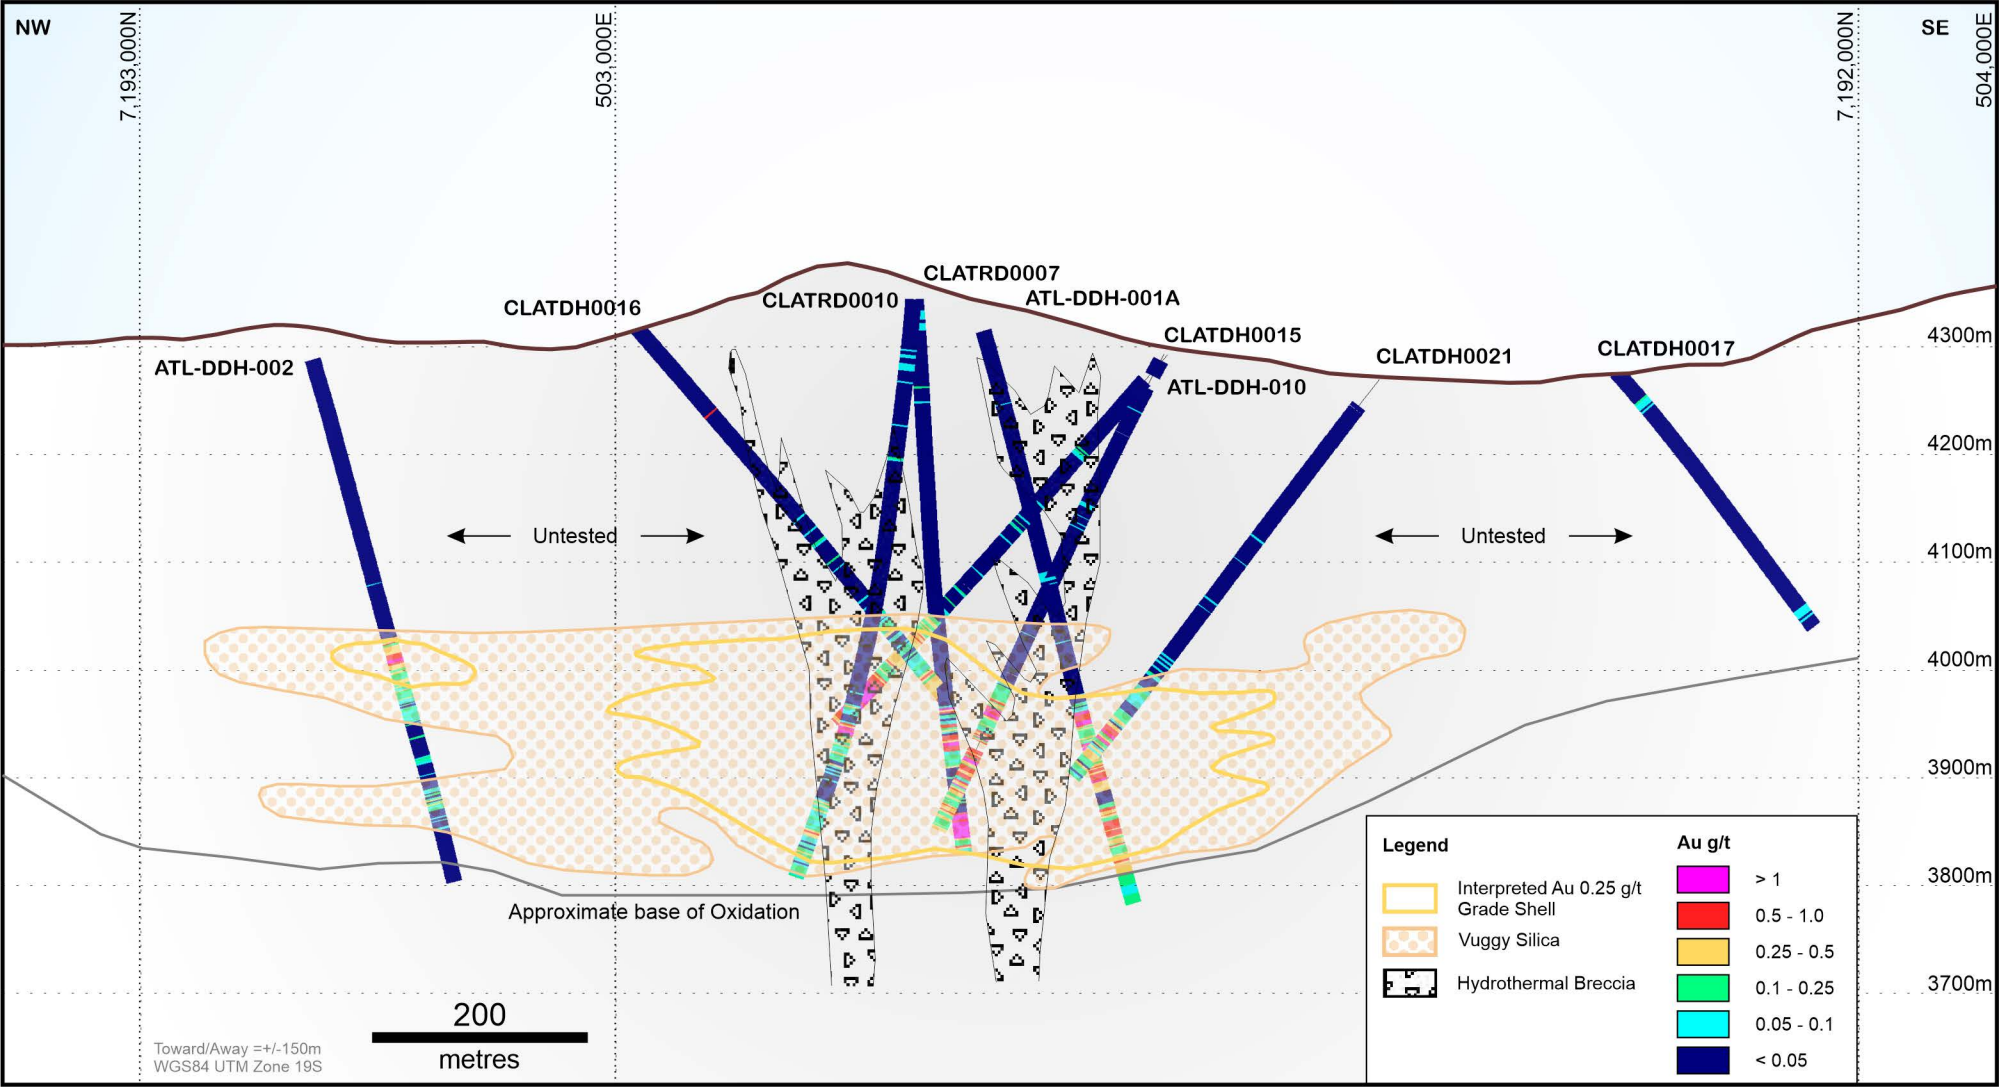 NW
7,193,000N
503,000E
7,192,000N
SE
504,000E
CLATRD0007
CLATRD0010
ATL-DDH-001A
CLATDH0016
CLATDH0015
4300m
ATL-DDH-002
CLATDH0021
CLATDH0017
ATL-DDH-010
4200m
Untested
Untested
4100m
4000m
3900m
3800m
3700m
Approximate base of Oxidation
Legend
Interpreted Au 0.25 g/t
Grade Shell
Vuggy Silica
Hydrothermal Breccia
Au g/t
> 1
0.5 - 1.0
0.25 - 0.5
0.1 - 0.25
0.05 - 0.1
< 0.05
200
metres
Toward/Away =+/-150m
WGS84 UTM Zone 19S